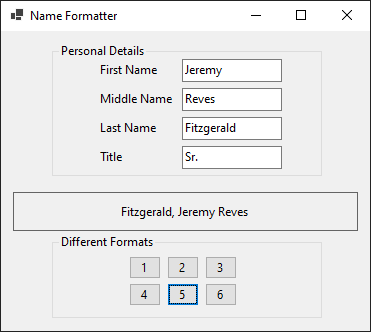 Name Formatter
Personal Details
First Name Jeremy
Middle Name Reves
Last Name Fitzgerald
Title Sr.
Fitzgerald, Jeremy Reves
Different Formats
1 2 3
4 5 6